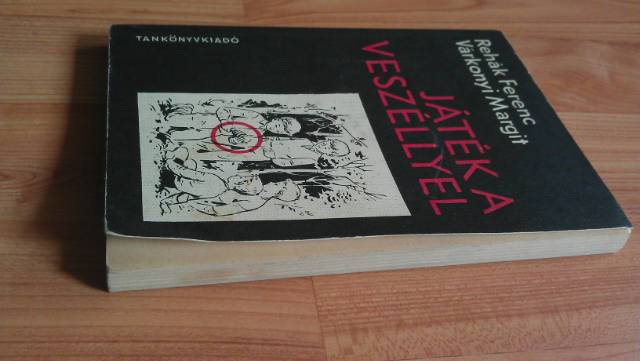 Rehák Ferenc
Várkonyi Margit
JÁTÉK A
VESZÉLLYEL
TANKÖNYVKIADÓ